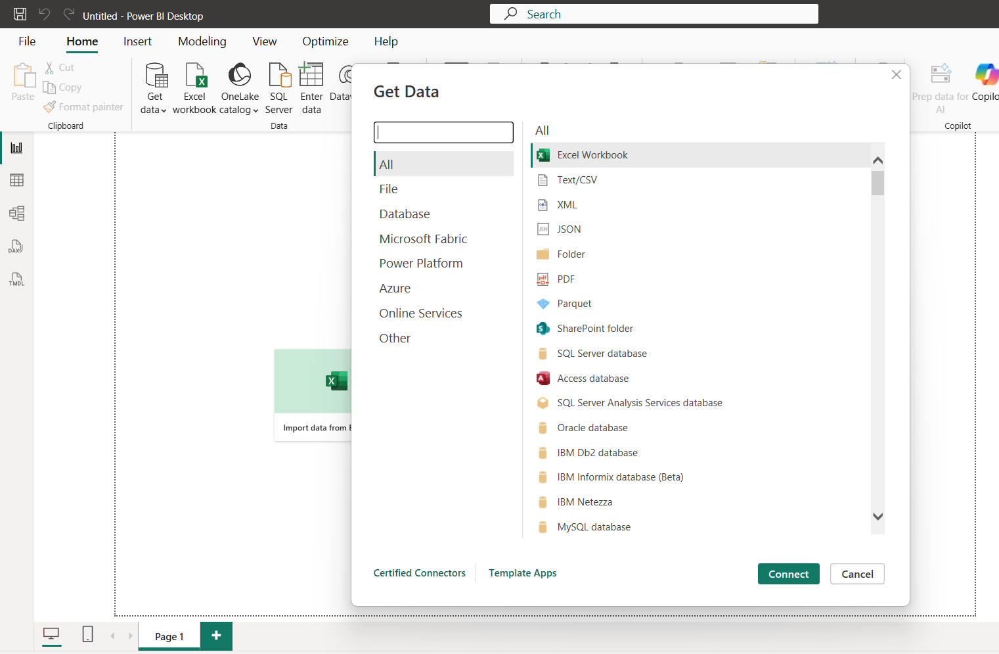 Untitled - Power BI Desktop
Search
File Home Insert Modeling View Optimize Help
Paste
Cut
Copy
Format painter
Clipboard
Get data
Excel workbook
OneLake catalog
SQL Server
Enter data
Data
Prep data for AI
Copilot
Get Data
All
File
Database
Microsoft Fabric
Power Platform
Azure
Online Services
Other
All
Excel Workbook
Text/CSV
XML
JSON
Folder
PDF
Parquet
SharePoint folder
SQL Server database
Access database
SQL Server Analysis Services database
Oracle database
IBM Db2 database
IBM Informix database (Beta)
IBM Netezza
MySQL database
Certified Connectors
Template Apps
Connect
Cancel
DAX
TMDL
Import data from
Page 1